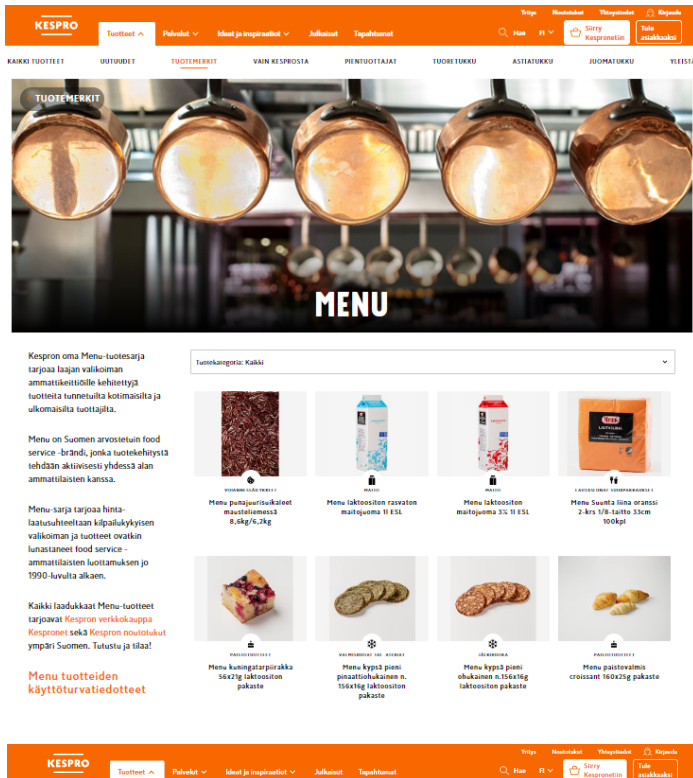 Yritys Noutotukut Yhteystiedot Kirjaudu
KESPRO
Tuotteet Palvelut Ideat ja inspiraatiot Julkaisut Tapahtumat Hae FI Siirry Kespronetiin Tule asiakkaaksi
KAIKKI TUOTTEET UUTUUDET TUOTEMERKIT VAIN KESPROSTA PIENTUOTTAJAT TUORETUKKU ASTIATUKKU JUOMATUKKU YLEISTÄ
TUOTEMERKIT
MENU
Kespron oma Menu-tuotesarja
tarjoaa laajan valikoiman
ammattikeittiöille kehitettyjä
tuotteita tunnetuilta kotimaisilta ja
ulkomaisilta tuottajilta.
Menu on Suomen arvostetuin food
service -brändi, jonka tuotekehitystä
tehdään aktiivisesti yhdessä alan
ammattilaisten kanssa.
Menu-sarja tarjoaa hinta-
laatusuhteeltaan kilpailukykyisen
valikoiman ja tuotteet ovatkin
lunastaneet food service -
ammattilaisten luottamuksen jo
1990-luvulta alkaen.
Kaikki laadukkaat Menu-tuotteet
tarjoavat Kespron verkkokauppa
Kespronet sekä Kespron noutotukut
ympäri Suomen. Tutustu ja tilaa!
Menu tuotteiden
käyttöturvatiedotteet
Tuotekategoria: Kaikki
Menu punajuurisuikaleet
mausteliemessä
8,6kg/6,2kg
MAITO
Menu laktoositon rasvaton
maitojuoma 1l ESL
MAITO
Menu laktoositon
maitojuoma 3% 1l ESL
Menu Suunta liina oranssi
2-krs 1/8-taitto 33cm
100kpl
PAISTOTUOTTEET
Menu kuningatarpiirakka
56x21g laktoositon
pakaste
Menu kypsä pieni
pinaattiohukainen n.
156x16g laktoositon
pakaste
Menu kypsä pieni
ohukainen n.156x16g
laktoositon pakaste
PAISTOTUOTTEET
Menu paistovalmis
croissant 160x25g pakaste
Yritys Noutotukut Yhteystiedot Kirjaudu
KESPRO
Tuotteet Palvelut Ideat ja inspiraatiot Julkaisut Tapahtumat Hae FI Siirry Kespronetiin Tule asiakkaaksi